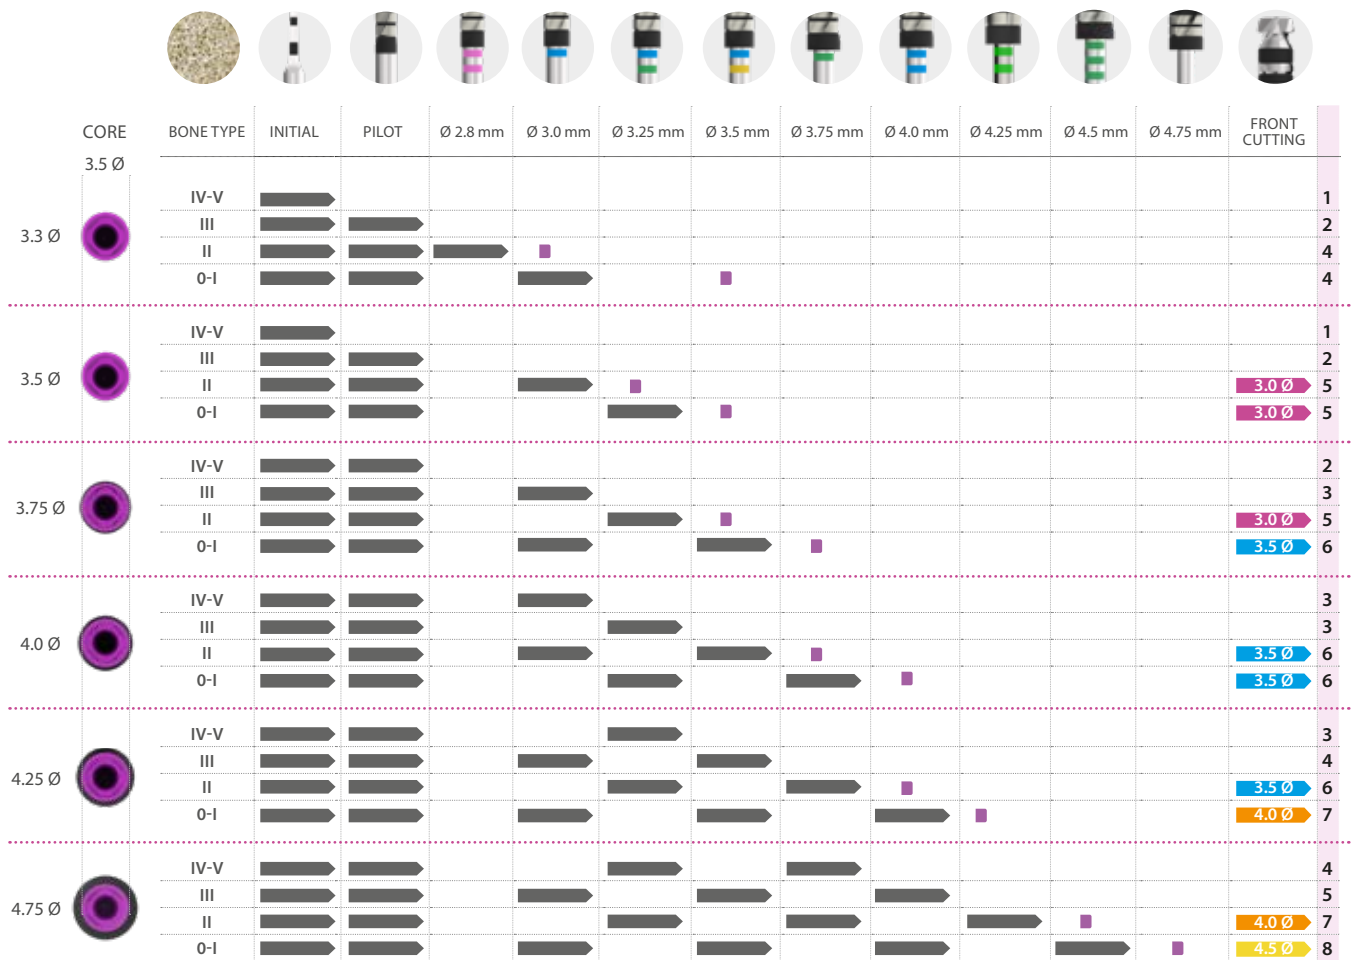 CORE BONE TYPE INITIAL PILOT Ø 2.8 mm Ø 3.0 mm Ø 3.25 mm Ø 3.5 mm Ø 3.75 mm Ø 4.0 mm Ø 4.25 mm Ø 4.5 mm Ø 4.75 mm FRONT CUTTING
3.5 Ø
3.3 Ø
IV-V 1
III 2
II 4
0-I 4
3.5 Ø
IV-V 1
III 2
II 3.0 Ø 5
0-I 3.0 Ø 5
3.75 Ø
IV-V 2
III 3
II 3.0 Ø 5
0-I 3.5 Ø 6
4.0 Ø
IV-V 3
III 3
II 3.5 Ø 6
0-I 3.5 Ø 6
4.25 Ø
IV-V 3
III 4
II 3.5 Ø 6
0-I 4.0 Ø 7
4.75 Ø
IV-V 4
III 5
II 4.0 Ø 7
0-I 4.5 Ø 8